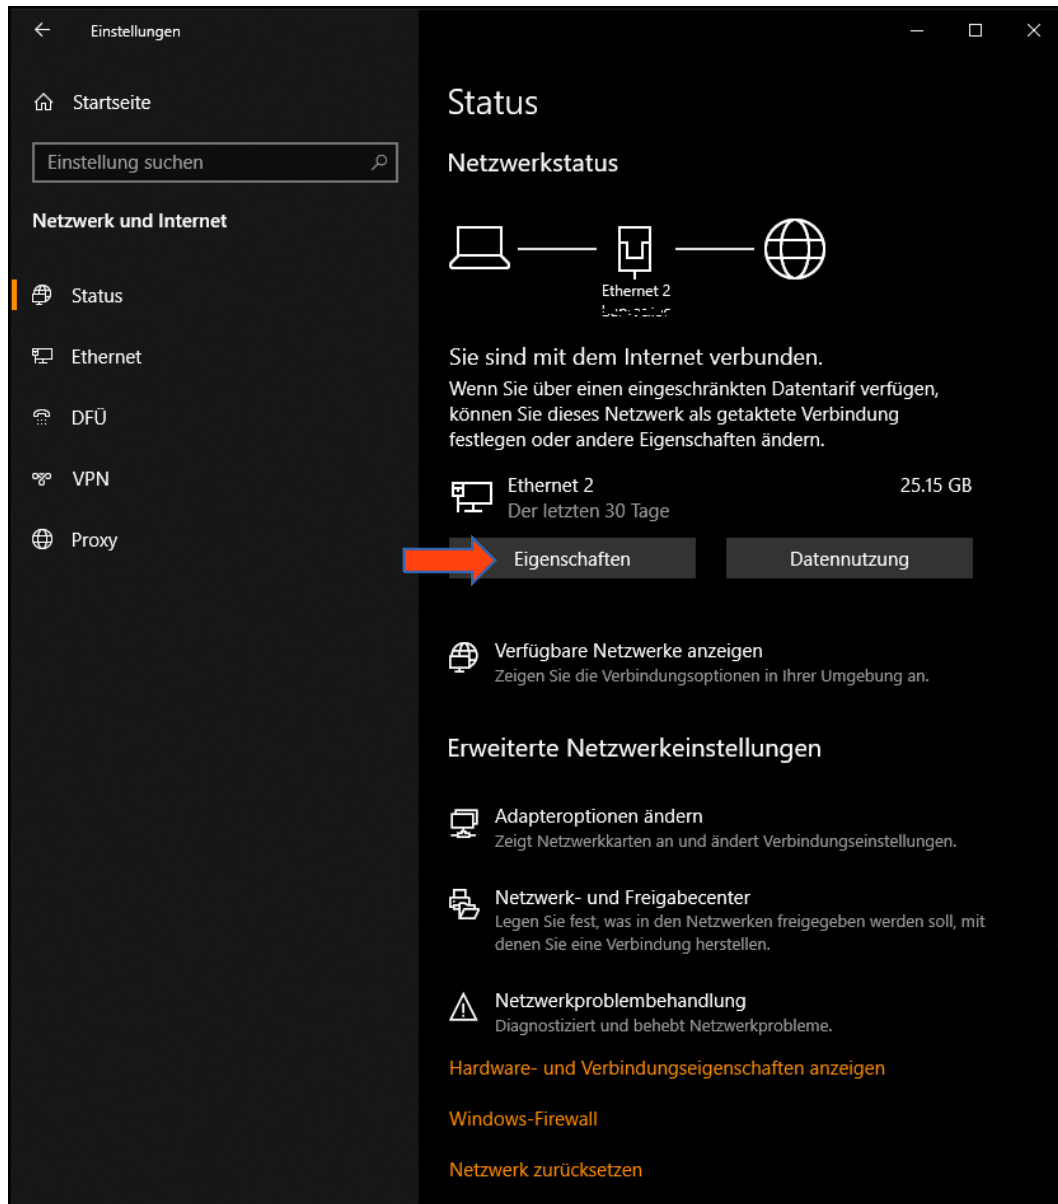 Einstellungen
Startseite
Einstellung suchen
Netzwerk und Internet
Status
Ethernet
DFÜ
VPN
Proxy
Status
Netzwerkstatus
Ethernet 2
Sie sind mit dem Internet verbunden.
Wenn Sie über einen eingeschränkten Datentarif verfügen,
können Sie dieses Netzwerk als getaktete Verbindung
festlegen oder andere Eigenschaften ändern.
Ethernet 2 25.15 GB
Der letzten 30 Tage
Eigenschaften Datennutzung
Verfügbare Netzwerke anzeigen
Zeigen Sie die Verbindungsoptionen in Ihrer Umgebung an.
Erweiterte Netzwerkeinstellungen
Adapteroptionen ändern
Zeigt Netzwerkkarten an und ändert Verbindungseinstellungen.
Netzwerk- und Freigabecenter
Legen Sie fest, was in den Netzwerken freigegeben werden soll, mit
denen Sie eine Verbindung herstellen.
Netzwerkproblembehandlung
Diagnostiziert und behebt Netzwerkprobleme.
Hardware- und Verbindungseigenschaften anzeigen
Windows-Firewall
Netzwerk zurücksetzen